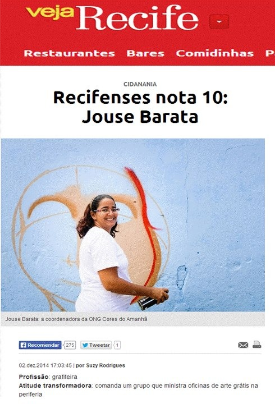 veja
Recife
Restaurantes Bares Comidinhas P
CIDANANIA
Recifenses nota 10:
Jouse Barata
Jouse Barata: a coordenadora da ONG Cores do Amanhã
Recomendar 275 Tweetar 1
02.dez.2014 17:03:45 | por Suzy Rodrigues
Profissão: grafiteira
Atitude transformadora: comanda um grupo que ministra oficinas de arte grátis na
periferia